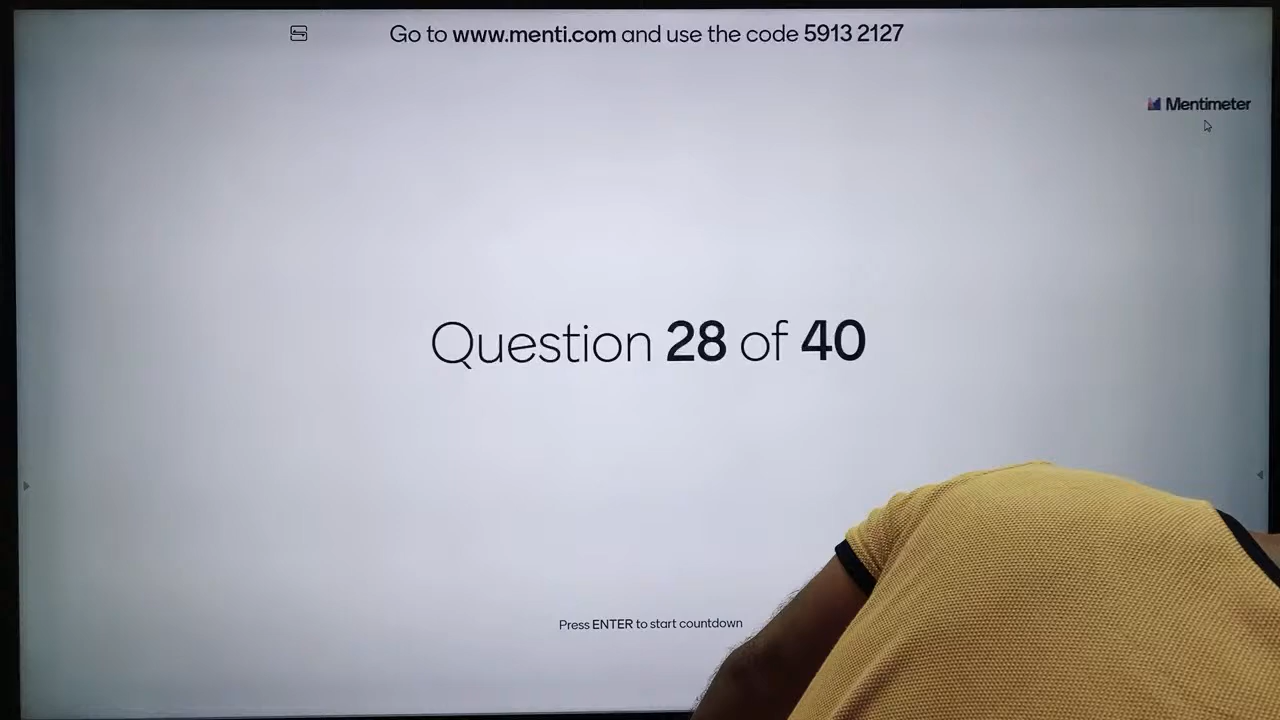 Go to www.menti.com and use the code 5913 2127
Mentimeter
Question 28 of 40
Press ENTER to start countdown